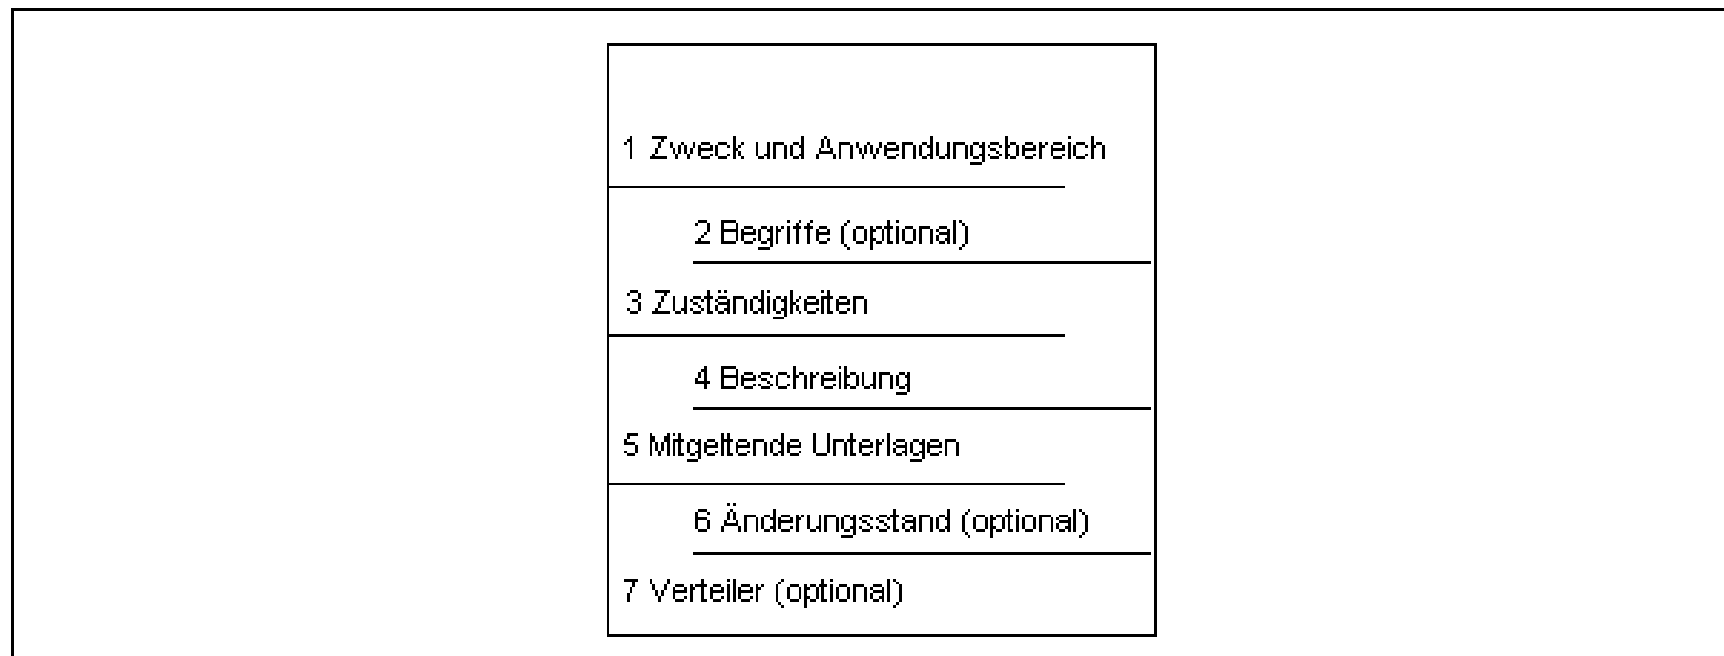 1 Zweck und Anwendungsbereich
2 Begriffe (optional)
3 Zuständigkeiten
4 Beschreibung
5 Mitgeltende Unterlagen
6 Änderungsstand (optional)
7 Verteiler (optional)